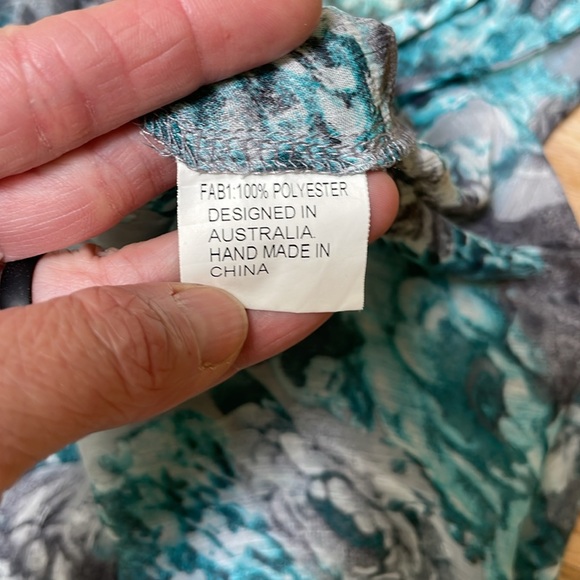 FAB1:100% POLYESTER
DESIGNED IN
AUSTRALIA.
HAND MADE IN
CHINA